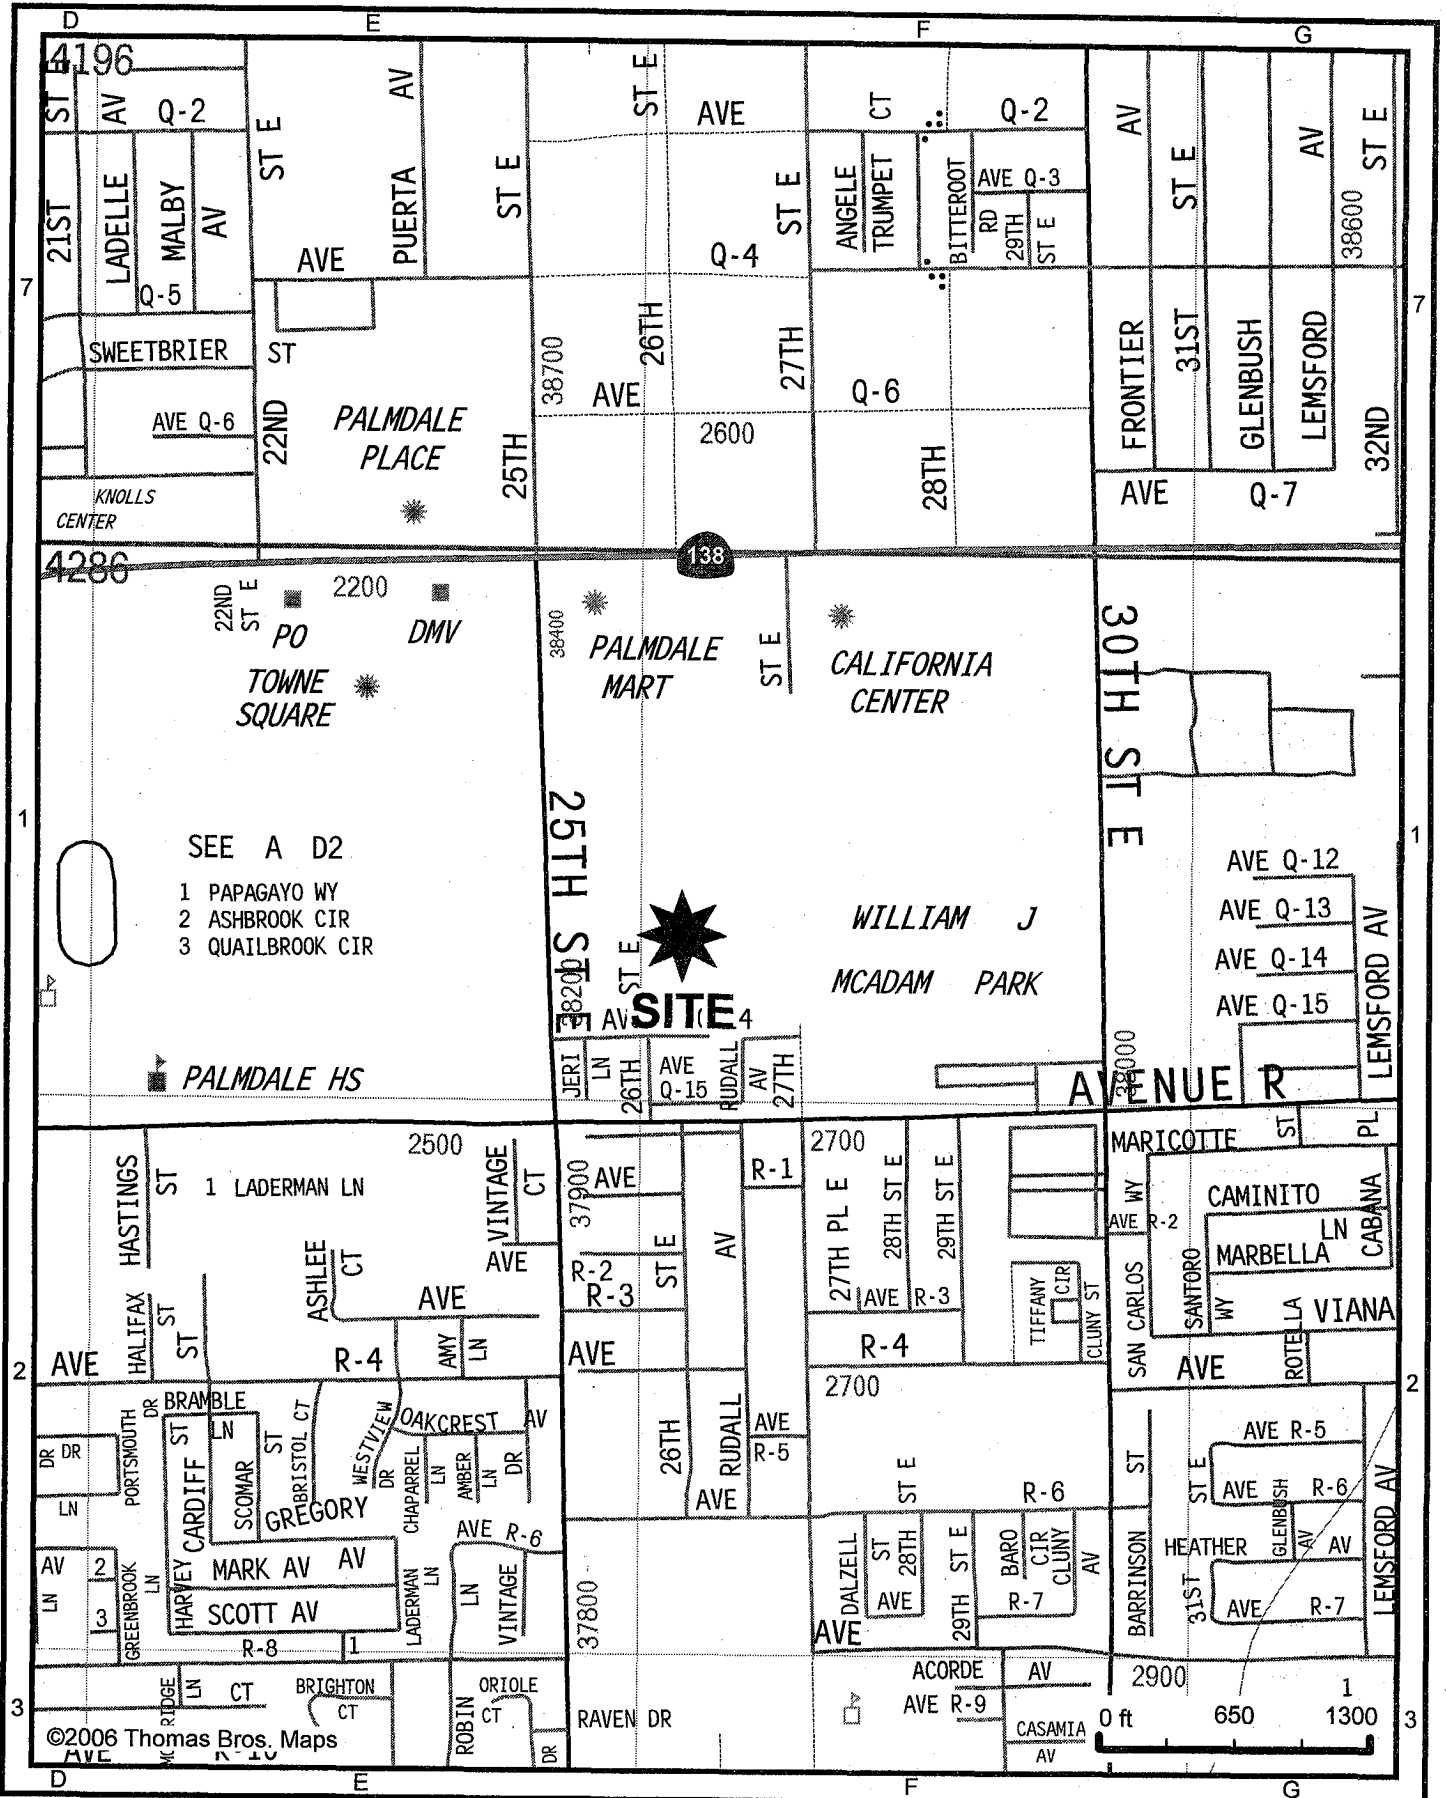 D E F G
4196
ST E
AV
Q-2
ST E
AV
ST E
ST E
AVE
CT
Q-2
AV
ST E
AV
ST E
21ST
LADELLE
MALBY
AV
PUERTA
ST E
ANGELE
TRUMPET
BITTEROOT
RD
AVE Q-3
29TH
ST E
38600
AVE
Q-4
7
Q-5
7
SWEETBRIER
ST
38700
26TH
27TH
FRONTIER
31ST
GLENBUSH
LEMSFORD
AVE
Q-6
AVE Q-6
22ND
PALMDALE
PLACE
25TH
2600
28TH
32ND
AVE
Q-7
KNOLLS
CENTER
138
4286
22ND
ST E
2200
PO
DMV
38400
PALMDALE
MART
ST E
CALIFORNIA
CENTER
30TH ST E
TOWNE
SQUARE
1
SEE A D2
1 PAPAGAYO WY
2 ASHBROOK CIR
3 QUAILBROOK CIR
25TH ST E
38200
ST E
WILLIAM J
MCADAM PARK
1
AVE Q-12
AVE Q-13
AVE Q-14
AVE Q-15
LEMSFORD AV
SITE
PALMDALE HS
JERI
LN
26TH
AVE
Q-15
RUDALL
AV
27TH
AVENUE R
2500
2700
MARICOTTE
ST
PL
HASTINGS
ST
1 LADERMAN LN
VINTAGE
CT
37900
AVE
R-1
27TH PL E
28TH ST E
29TH ST E
WY
CAMINITO
LN
CABANA
AVE R-2
MARBELLA
ASHLEE
CT
AVE
R-2
ST E
AV
R-3
AVE R-3
TIFFANY
CIR
CLUNY ST
SAN CARLOS
SANTORO
WY
VIANA
ROTELLA
HALIFAX
ST
ST
AVE
AMY
LN
2
AVE
R-4
AVE
R-4
AVE
2
2700
BRAMBLE
LN
DR
PORTSMOUTH
DR DR
LN
CARDIFF
ST
SCOMAR
ST
BRISTOL CT
WESTVIEW
DR
OAKCREST
AV
CHAPARREL
LN
AMBER
LN
DR
26TH
RUDALL
AVE
R-5
AVE
AVE R-5
ST E
R-6
ST
ST E
AVE
R-6
GREGORY
AV
AVE R-6
AV
2
LN
3
GREENBROOK
LN
HARVEY
MARK AV
SCOTT AV
R-8
1
LADERMAN
LN
LN
VINTAGE
37800
DALZELL
ST
28TH
AVE
29TH ST E
BARO
CIR
CLUNY
AV
R-7
AVE
BARRINSON
HEATHER
GLENBUSH
AV
AV
31ST
AVE
R-7
LEMSFORD AV
3
LN
CT
BRIGHTON
CT
ROBIN
ORIOLE
CT
DR
RAVEN DR
ACORDE
AV
AVE R-9
CASAMIA
AV
2900
1
0 ft 650 1300
3
©2006 Thomas Bros. Maps
D E F G